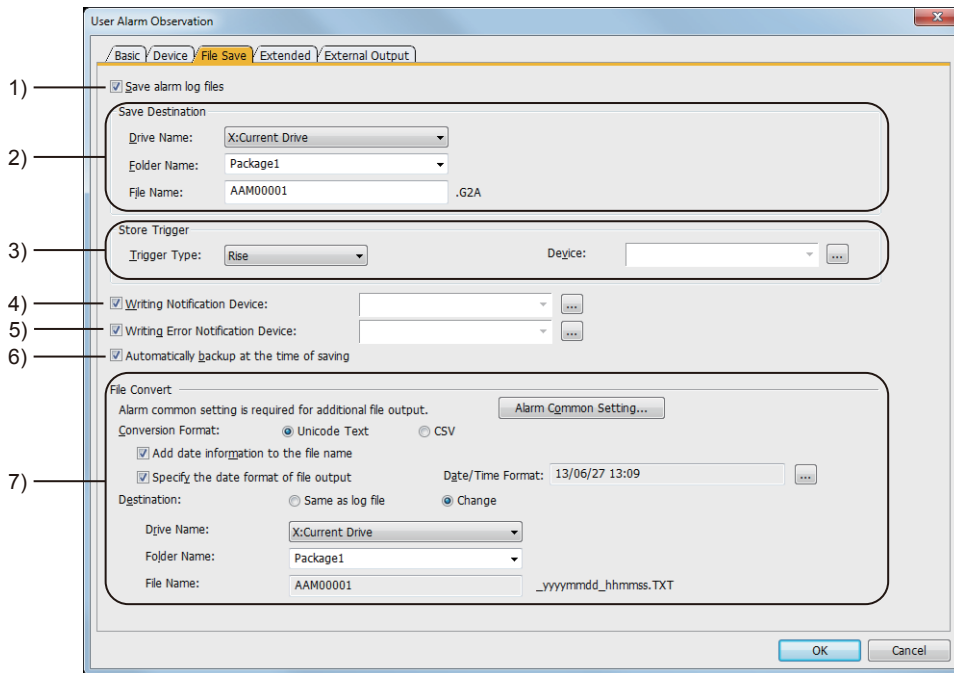 User Alarm Observation
Basic Device File Save Extended External Output
1) Save alarm log files
Save Destination
Drive Name: X:Current Drive
2) Folder Name: Package1
File Name: AAM00001 .G2A
Store Trigger
3) Trigger Type: Rise Device: ...
4) Writing Notification Device: ...
5) Writing Error Notification Device: ...
6) Automatically backup at the time of saving
File Convert
Alarm common setting is required for additional file output. Alarm Common Setting...
Conversion Format: Unicode Text CSV
Add date information to the file name
7) Specify the date format of file output Date/Time Format: 13/06/27 13:09 ...
Destination: Same as log file Change
Drive Name: X:Current Drive
Folder Name: Package1
File Name: AAM00001 _yyyymmdd_hhmmss.TXT
OK Cancel